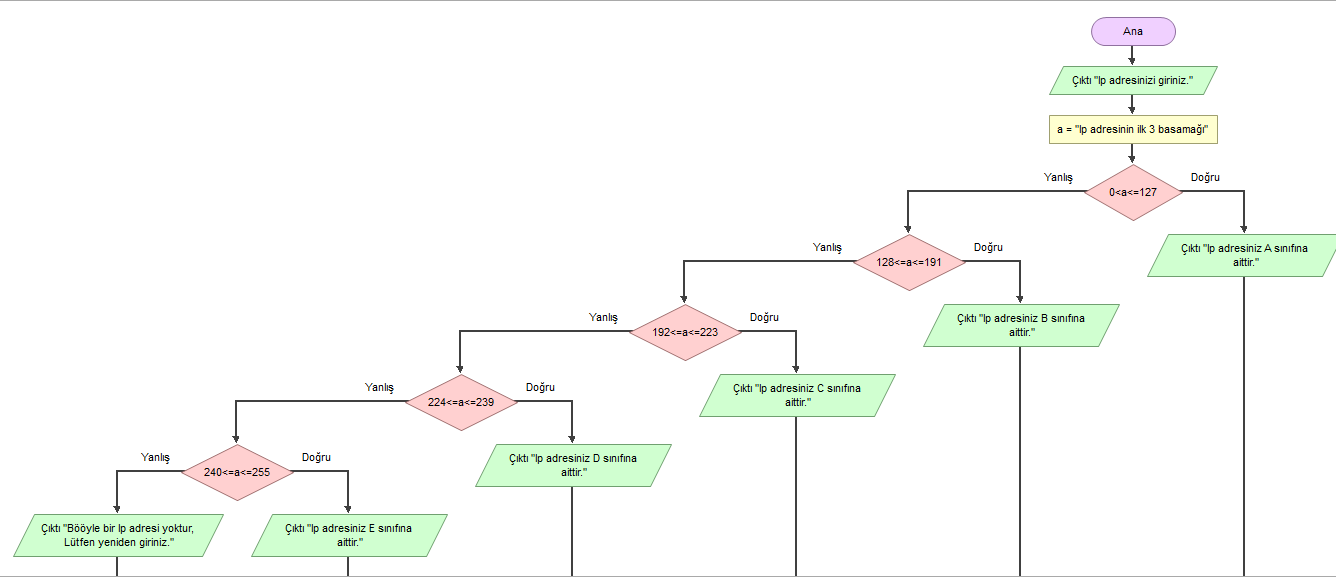 Ana
Çıktı "Ip adresinizi giriniz."
a = "Ip adresinin ilk 3 basamağı"
Yanlış
Doğru
0<a<=127
Yanlış
Doğru
Çıktı "Ip adresiniz A sınıfına
aittir."
128<=a<=191
Yanlış
Doğru
Çıktı "Ip adresiniz B sınıfına
aittir."
192<=a<=223
Yanlış
Doğru
Çıktı "Ip adresiniz C sınıfına
aittir."
224<=a<=239
Yanlış
Doğru
Çıktı "Ip adresiniz D sınıfına
aittir."
240<=a<=255
Çıktı "Bööyle bir Ip adresi yoktur,
Lütfen yeniden giriniz."
Çıktı "Ip adresiniz E sınıfına
aittir."